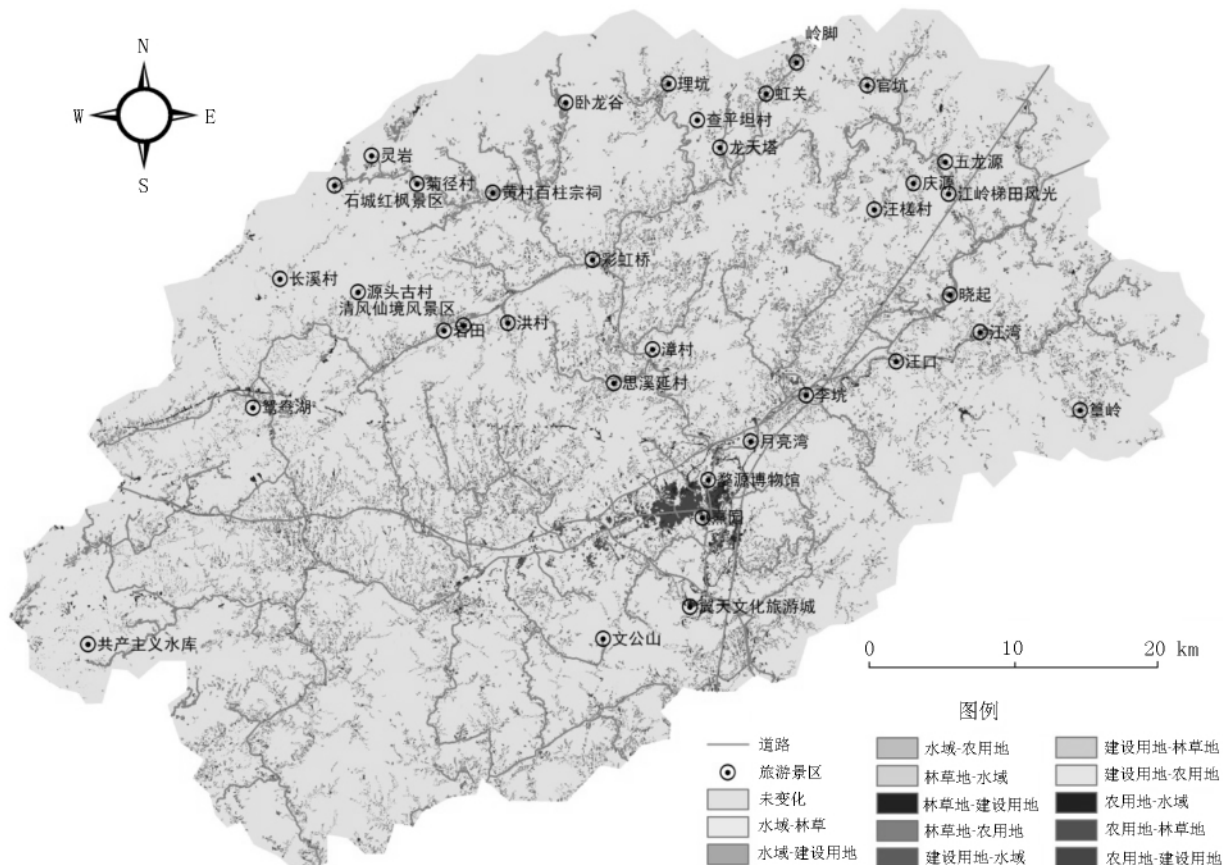 N
W
E
S
岭脚
理坑
官坑
卧龙谷
虹关
查平坦村
龙天塔
灵岩
五龙源
石城红枫景区
菊径村
黄村百柱宗祠
庆源
江岭梯田风光
汪槎村
彩虹桥
长溪村
源头古村
清风仙境风景区
晓起
岩田
洪村
江湾
漳村
汪口
思溪延村
李坑
鸳鸯湖
篁岭
月亮湾
婺源博物馆
熹园
翼天文化旅游城
文公山
共产主义水库
0
10
20 km
图例
道路
旅游景区
未变化
水域-林草
水域-建设用地
水域-农用地
林草地-水域
林草地-建设用地
林草地-农用地
建设用地-水域
建设用地-林草地
建设用地-农用地
农用地-水域
农用地-林草地
农用地-建设用地